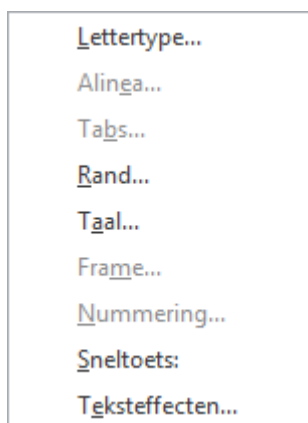 Lettertype...
Alinea...
Tabs...
Rand...
Taal...
Frame...
Nummering...
Sneltoets:
Teksteffecten...